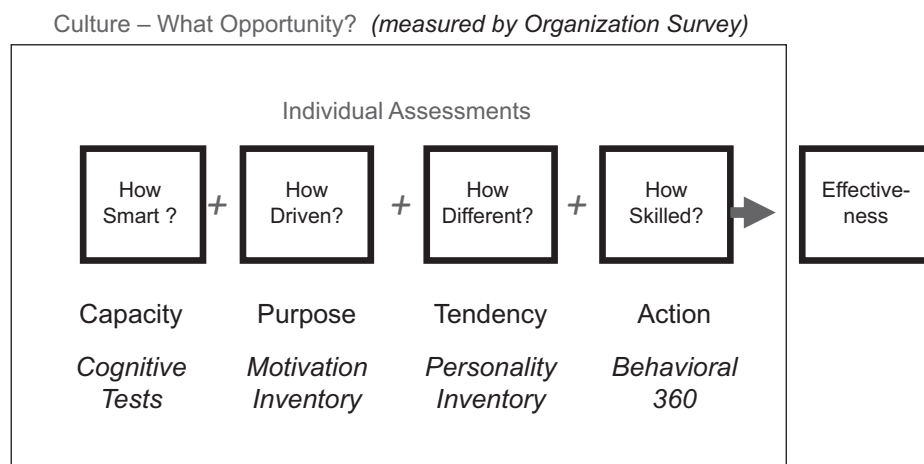 Culture – What Opportunity? (measured by Organization Survey)
Individual Assessments
How
Smart ?
+
How
Driven?
+
How
Different?
+
How
Skilled?
Effective-
ness
Capacity
Purpose
Tendency
Action
Cognitive
Tests
Motivation
Inventory
Personality
Inventory
Behavioral
360